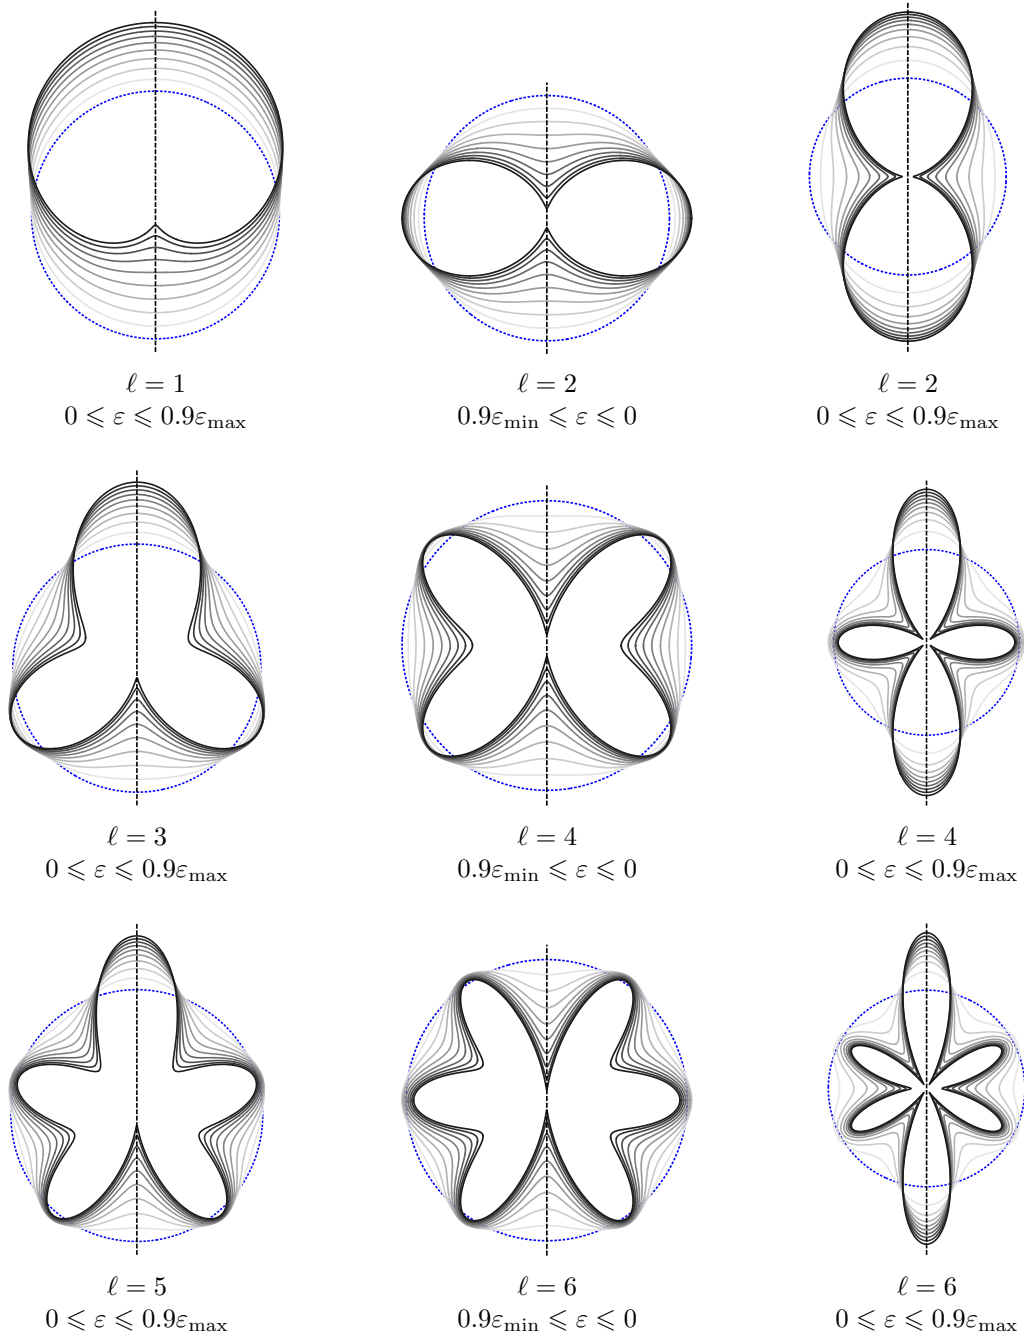 ℓ = 1
0 ⩽ ε ⩽ 0.9ε_max
ℓ = 2
0.9ε_min ⩽ ε ⩽ 0
ℓ = 2
0 ⩽ ε ⩽ 0.9ε_max
ℓ = 3
0 ⩽ ε ⩽ 0.9ε_max
ℓ = 4
0.9ε_min ⩽ ε ⩽ 0
ℓ = 4
0 ⩽ ε ⩽ 0.9ε_max
ℓ = 5
0 ⩽ ε ⩽ 0.9ε_max
ℓ = 6
0.9ε_min ⩽ ε ⩽ 0
ℓ = 6
0 ⩽ ε ⩽ 0.9ε_max